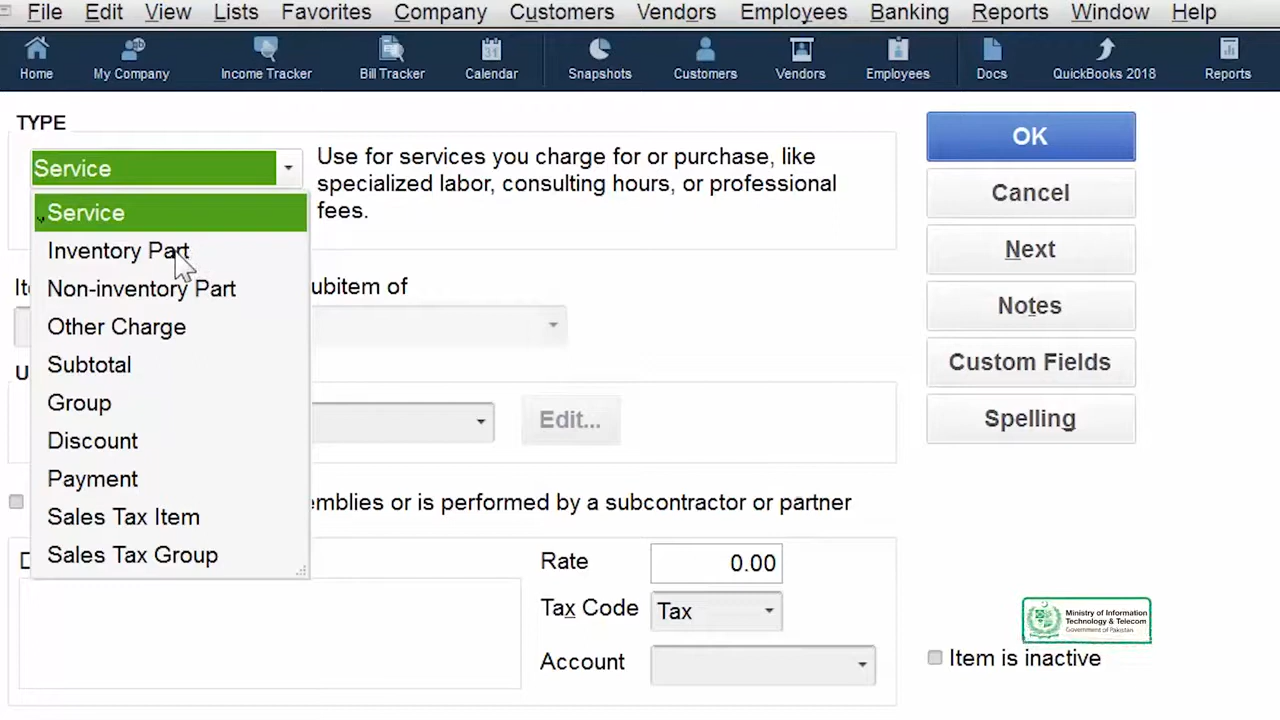 File Edit View Lists Favorites Company Customers Vendors Employees Banking Reports Window Help
Home My Company Income Tracker Bill Tracker Calendar Snapshots Customers Vendors Employees Docs QuickBooks 2018 Reports
TYPE
Service
Use for services you charge for or purchase, like
specialized labor, consulting hours, or professional
fees.
Service
Inventory Part
Non-inventory Part
Other Charge
Subtotal
Group
Discount
Payment
Sales Tax Item
Sales Tax Group
ubitem of
Edit...
emblies or is performed by a subcontractor or partner
Rate 0.00
Tax Code Tax
Account
OK
Cancel
Next
Notes
Custom Fields
Spelling
Ministry of Information
Technology & Telecom
Government of Pakistan
Item is inactive